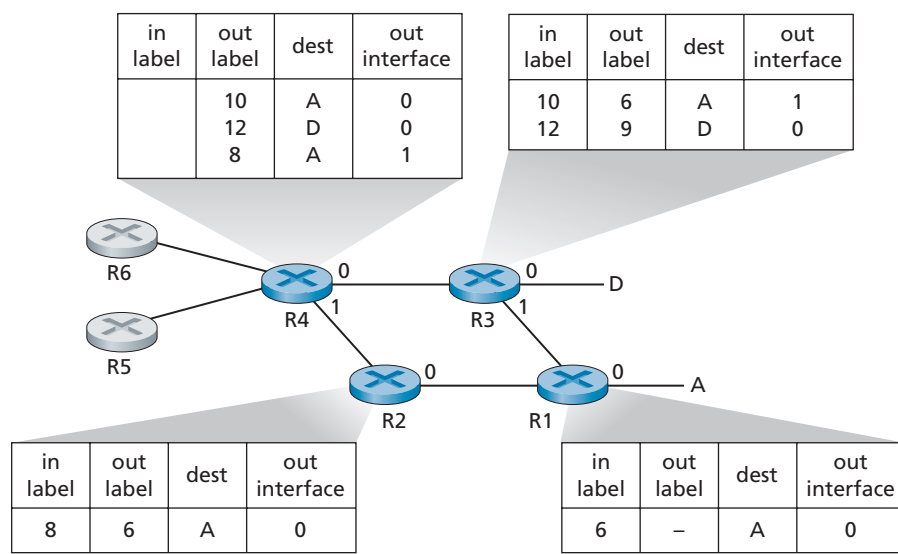 in label out label dest out interface
10 A 0
12 D 0
8 A 1
in label out label dest out interface
10 6 A 1
12 9 D 0
R6
R5
0
1
R4
0
1
R3
D
R2
0
R1
0
A
in label out label dest out interface
8 6 A 0
in label out label dest out interface
6 – A 0